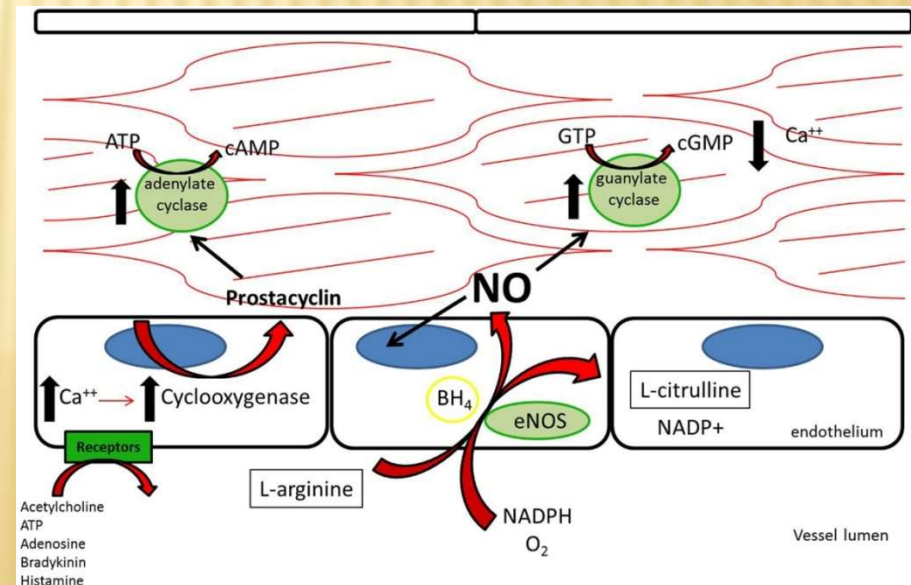 ATP
cAMP
adenylate
cyclase
GTP
cGMP
guanylate
cyclase
Ca⁺⁺
Prostacyclin
NO
Ca⁺⁺
Cyclooxygenase
BH₄
eNOS
L-citrulline
NADP+
endothelium
Receptors
L-arginine
NADPH
O₂
Acetylcholine
ATP
Adenosine
Bradykinin
Histamine
Vessel lumen